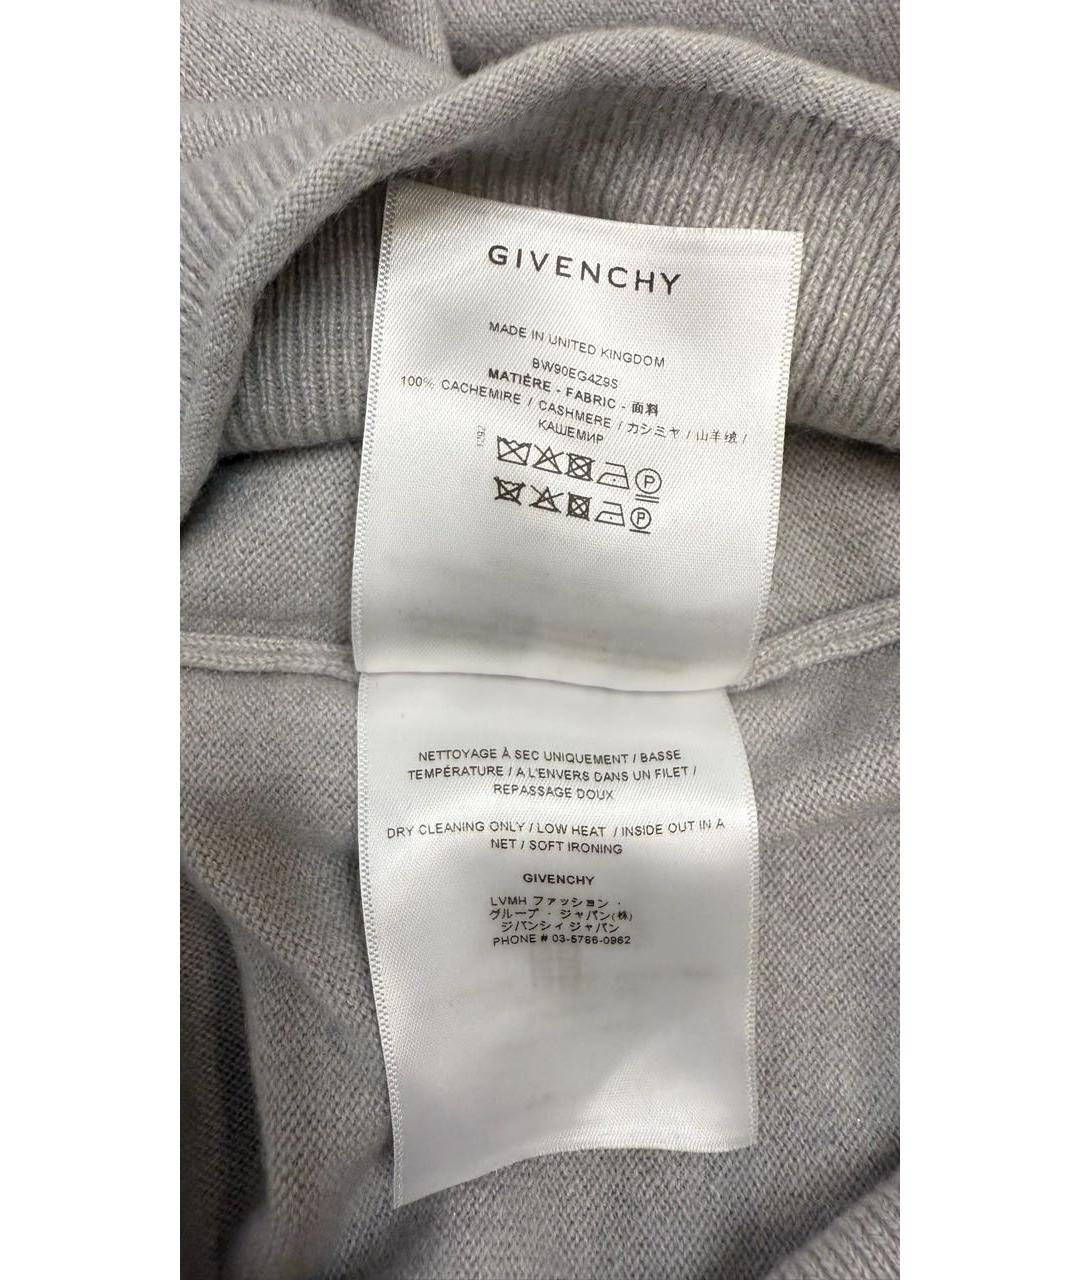 GIVENCHY
MADE IN UNITED KINGDOM
BW90EG4Z9S
MATIÈRE - FABRIC - 面料
100% CACHEMIRE / CASHMERE / カシミヤ / 山羊绒 /
КАШЕМИР
1292
P
P
NETTOYAGE À SEC UNIQUEMENT / BASSE
TEMPÉRATURE / A L'ENVERS DANS UN FILET /
REPASSAGE DOUX
DRY CLEANING ONLY / LOW HEAT / INSIDE OUT IN A
NET / SOFT IRONING
GIVENCHY
LVMH ファッション・
グループ・ジャパン(株)
ジバンシィ ジャパン
PHONE # 03-5786-0962